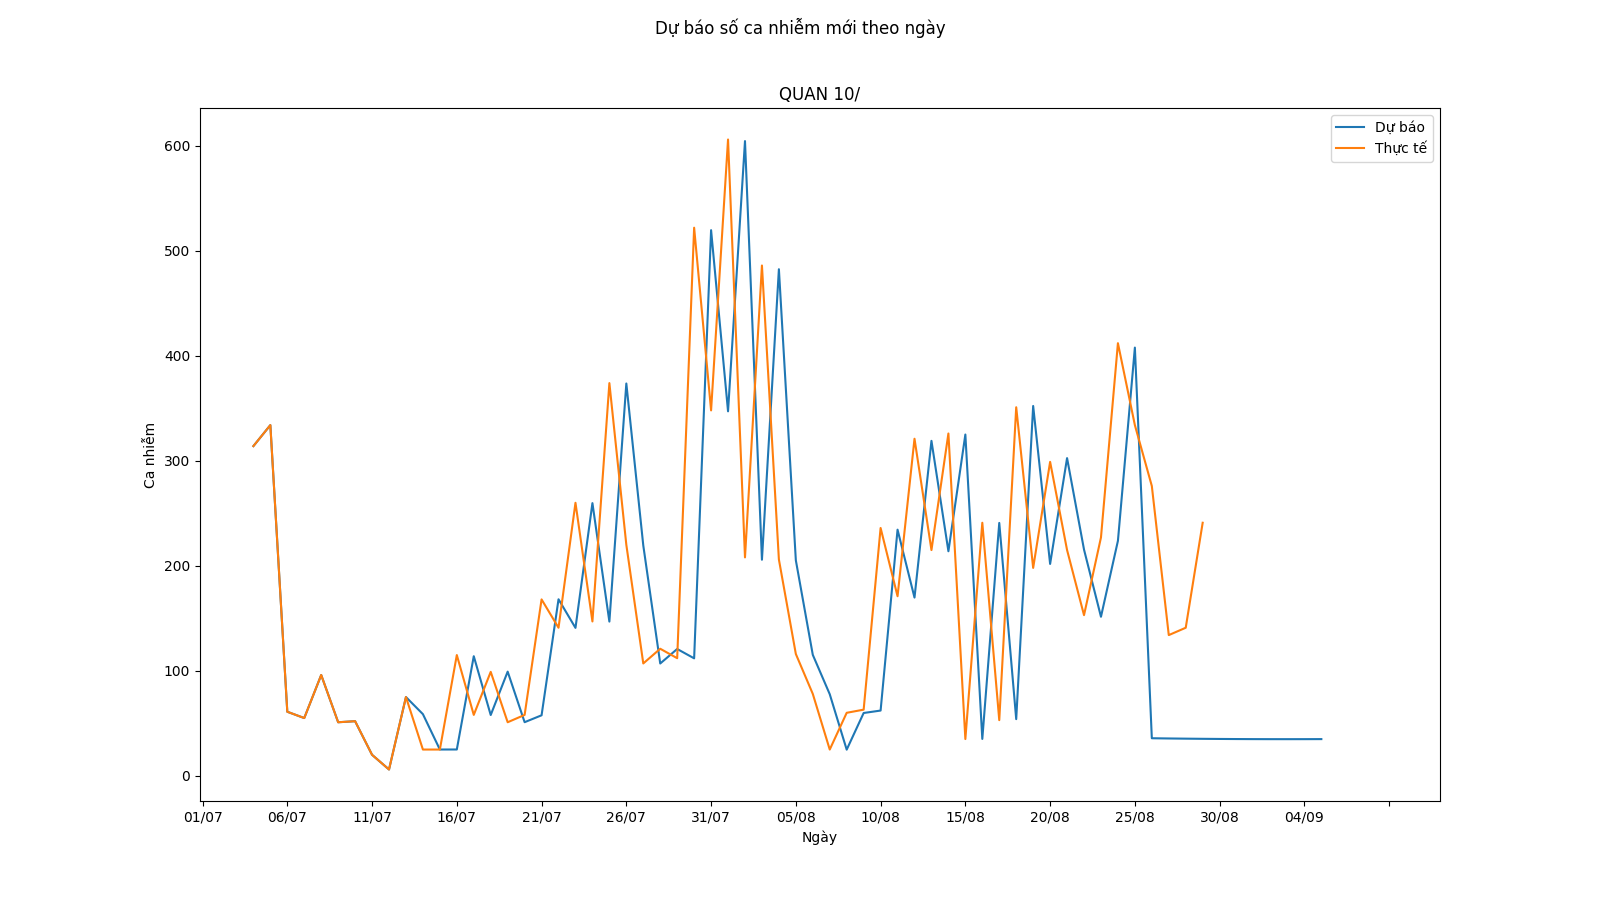 Dự báo số ca nhiễm mới theo ngày
QUAN 10/
Dự báo
Thực tế
600
500
400
300
200
100
0
Ca nhiễm
01/07 06/07 11/07 16/07 21/07 26/07 31/07 05/08 10/08 15/08 20/08 25/08 30/08 04/09
Ngày